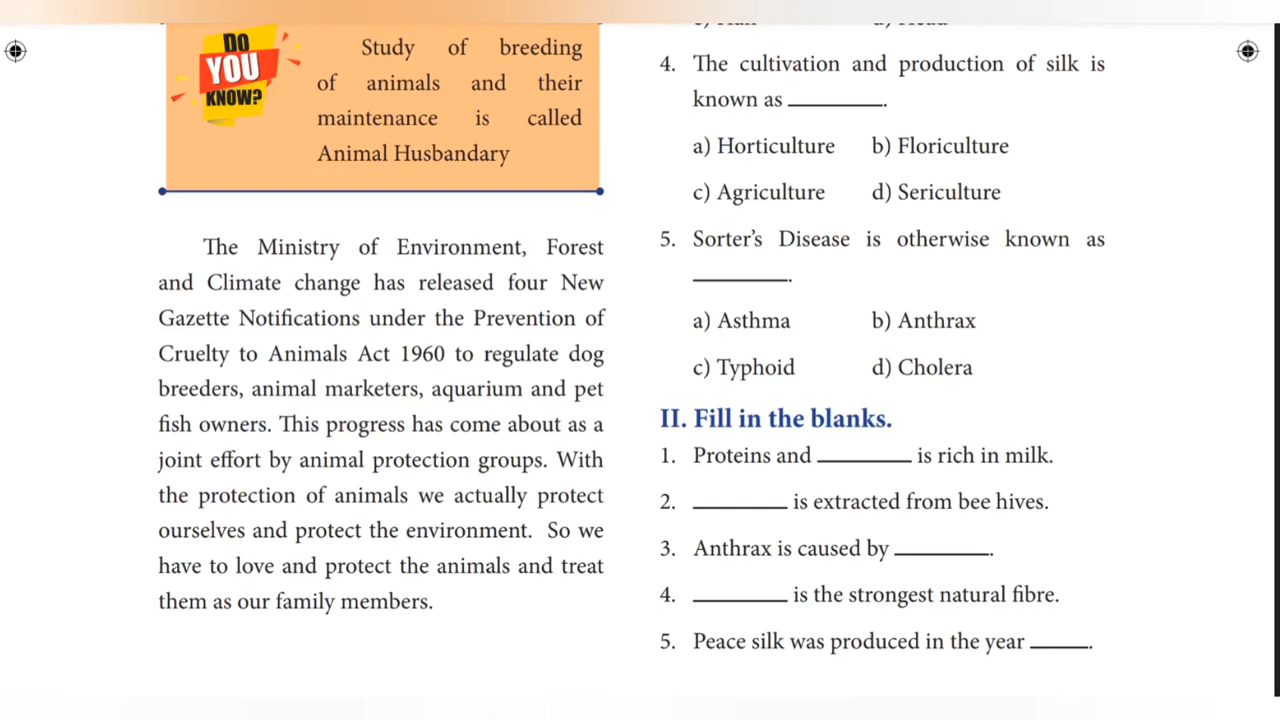 DO
YOU
KNOW?
Study of breeding
of animals and their
maintenance is called
Animal Husbandary
The Ministry of Environment, Forest
and Climate change has released four New
Gazette Notifications under the Prevention of
Cruelty to Animals Act 1960 to regulate dog
breeders, animal marketers, aquarium and pet
fish owners. This progress has come about as a
joint effort by animal protection groups. With
the protection of animals we actually protect
ourselves and protect the environment. So we
have to love and protect the animals and treat
them as our family members.
4. The cultivation and production of silk is
known as ________.
a) Horticulture b) Floriculture
c) Agriculture d) Sericulture
5. Sorter's Disease is otherwise known as
________.
a) Asthma b) Anthrax
c) Typhoid d) Cholera
II. Fill in the blanks.
1. Proteins and ________ is rich in milk.
2. ________ is extracted from bee hives.
3. Anthrax is caused by ________.
4. ________ is the strongest natural fibre.
5. Peace silk was produced in the year _____.